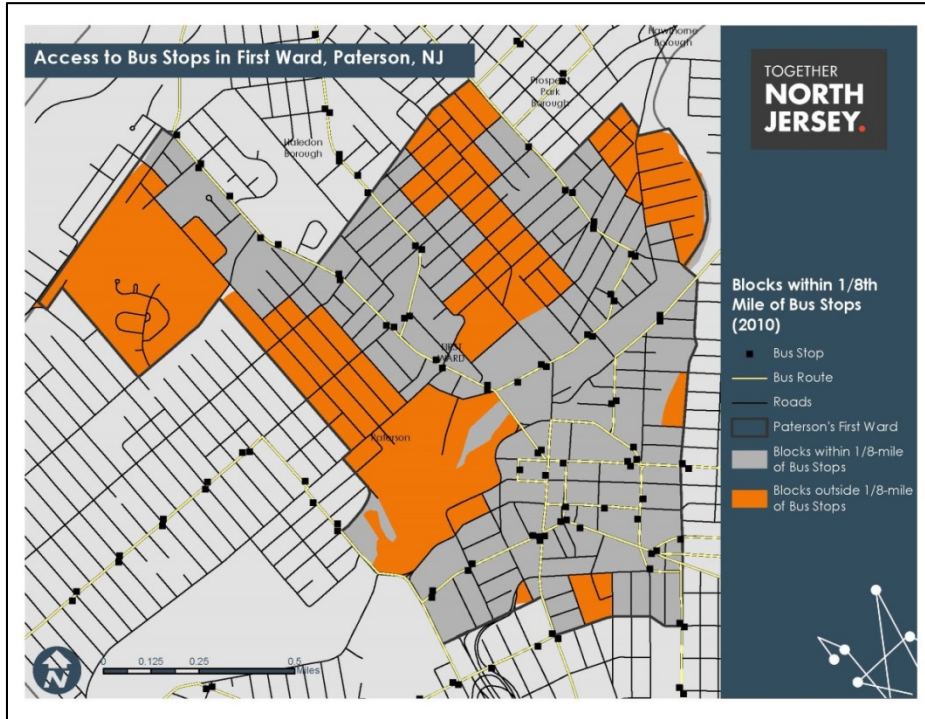 Access to Bus Stops in First Ward, Paterson, NJ
Hawthorne
Borough
Prospect
Park
Borough
Haledon
Borough
FIRST
WARD
Paterson
TOGETHER
NORTH
JERSEY.
Blocks within 1/8th
Mile of Bus Stops
(2010)
Bus Stop
Bus Route
Roads
Paterson's First Ward
Blocks within 1/8-mile
of Bus Stops
Blocks outside 1/8-mile
of Bus Stops
0 0.125 0.25 0.5
Miles
N